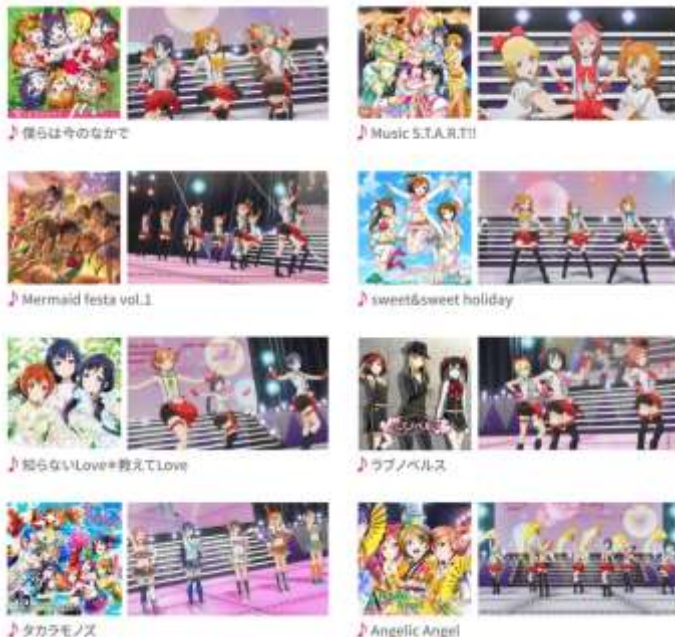 ♪ 僕らは今のなかで
♪ Music S.T.A.R.T!!
♪ Mermaid festa vol.1
♪ sweet&sweet holiday
♪ 知らないLove*教えてLove
♪ ラブノベルス
♪ タカラモノズ
♪ Angelic Angel